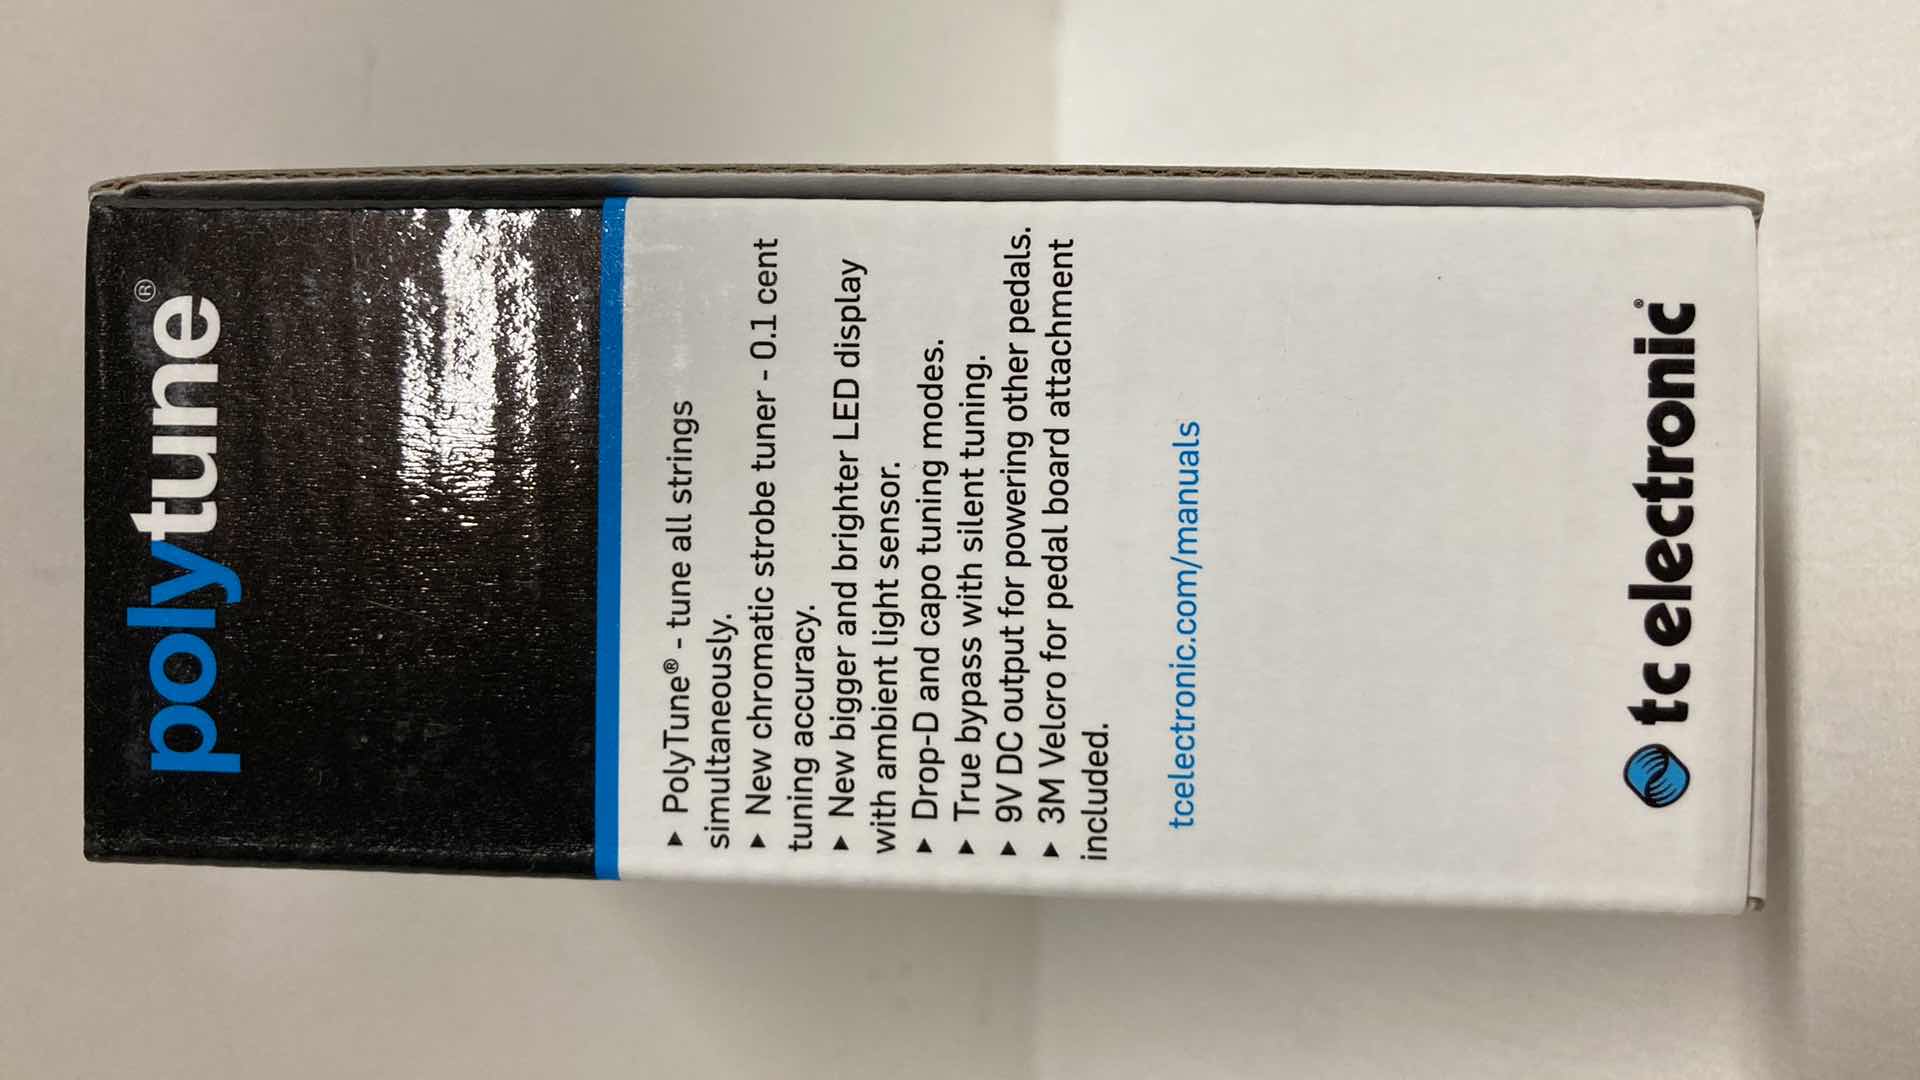 polytune®
▸ PolyTune® - tune all strings
simultaneously.
▸ New chromatic strobe tuner - 0.1 cent
tuning accuracy.
▸ New bigger and brighter LED display
with ambient light sensor.
▸ Drop-D and capo tuning modes.
▸ True bypass with silent tuning.
▸ 9V DC output for powering other pedals.
▸ 3M Velcro for pedal board attachment
included.
tcelectronic.com/manuals
tc electronic®